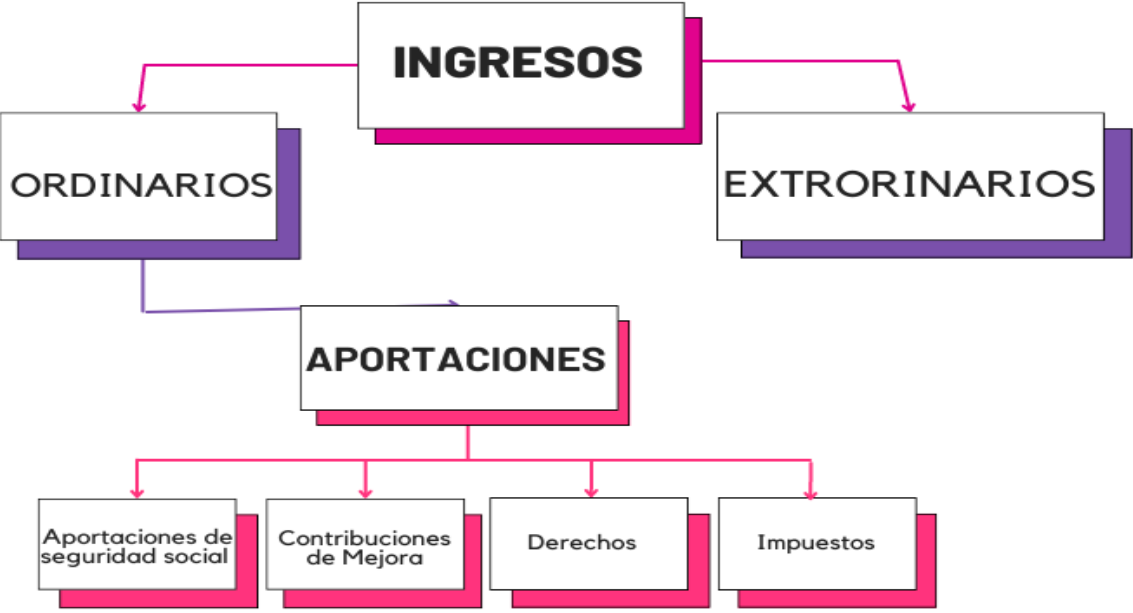 INGRESOS
ORDINARIOS
EXTRORINARIOS
APORTACIONES
Aportaciones de
seguridad social
Contribuciones
de Mejora
Derechos
Impuestos